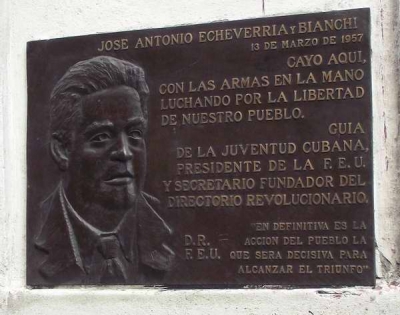 JOSE ANTONIO ECHEVERRIA Y BIANCHI
13 DE MARZO DE 1957
CAYO AQUI,
CON LAS ARMAS EN LA MANO
LUCHANDO POR LA LIBERTAD
DE NUESTRO PUEBLO.
GUIA
DE LA JUVENTUD CUBANA,
PRESIDENTE DE LA F.E.U.
Y SECRETARIO FUNDADOR DEL
DIRECTORIO REVOLUCIONARIO.
"EN DEFINITIVA ES LA
D.R. ACCION DEL PUEBLO LA
F.E.U. QUE SERA DECISIVA PARA
ALCANZAR EL TRIUNFO"